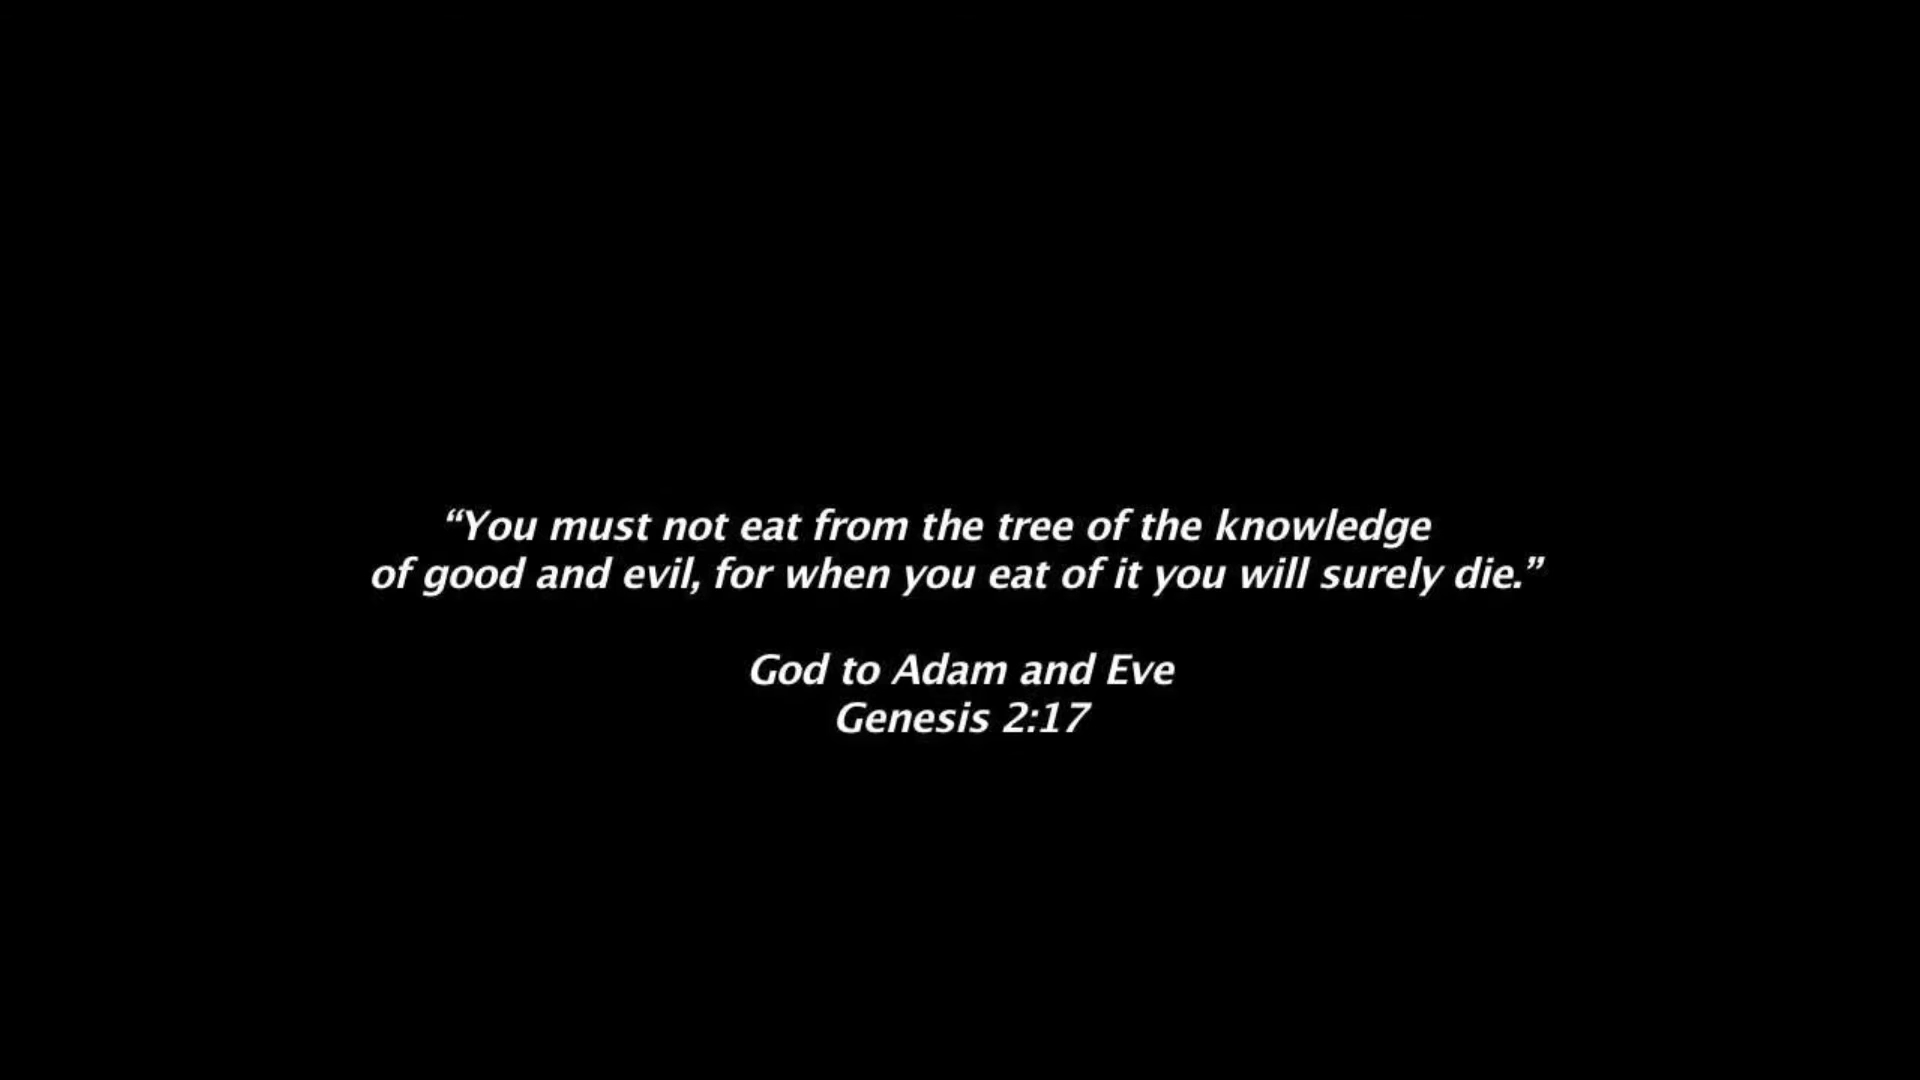 “You must not eat from the tree of the knowledge
of good and evil, for when you eat of it you will surely die.”
God to Adam and Eve
Genesis 2:17